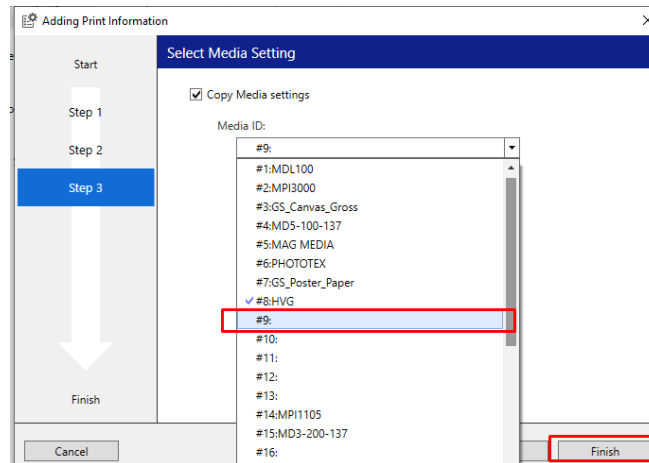 Adding Print Information
Select Media Setting
Start
Step 1
Step 2
Step 3
Finish
Copy Media settings
Media ID:
#9:
#1:MDL100
#2:MPI3000
#3:GS_Canvas_Gross
#4:MD5-100-137
#5:MAG MEDIA
#6:PHOTOTEX
#7:GS_Poster_Paper
#8:HVG
#9:
#10:
#11:
#12:
#13:
#14:MPI1105
#15:MD3-200-137
#16:
Cancel
Finish